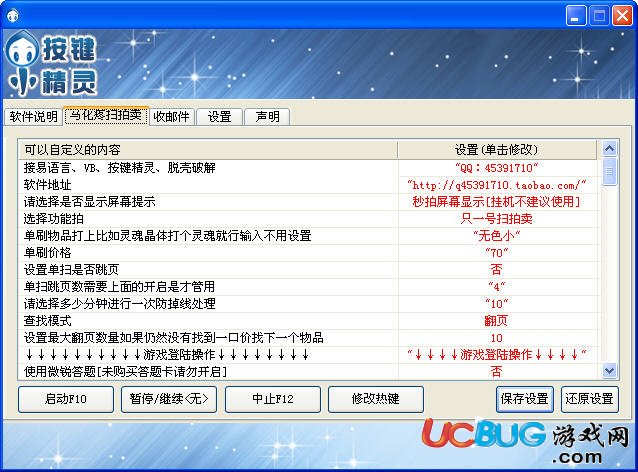 按键
小精灵
软件说明 马化疼扫拍卖 收邮件 设置 声明
可以自定义的内容 设置(单击修改)
接易语言、VB、按键精灵、脱壳破解 "QQ:45391710"
软件地址 "http://q45391710.taobao.com/"
请选择是否显示屏幕提示 秒拍屏幕显示[挂机不建议使用]
选择功能拍 只一号扫拍卖
单刷物品打上比如灵魂晶体打个灵魂就行输入不用设置 "无色小"
单刷价格 "70"
设置单扫是否跳页 否
单扫跳页数需要上面的开启是才管用 "4"
请选择多少分钟进行一次防掉线处理 "10"
查找模式 翻页
设置最大翻页数量如果仍然没有找到一口价找下一个物品 10
↓↓↓↓↓↓↓↓↓↓游戏登陆操作↓↓↓↓↓↓↓↓ "↓↓↓↓游戏登陆操作↓↓↓↓"
使用微锐答题[未购买答题卡请勿开启] 否
启动F10 暂停/继续<无> 中止F12 修改热键 保存设置 还原设置
UCBUG游戏网
.com